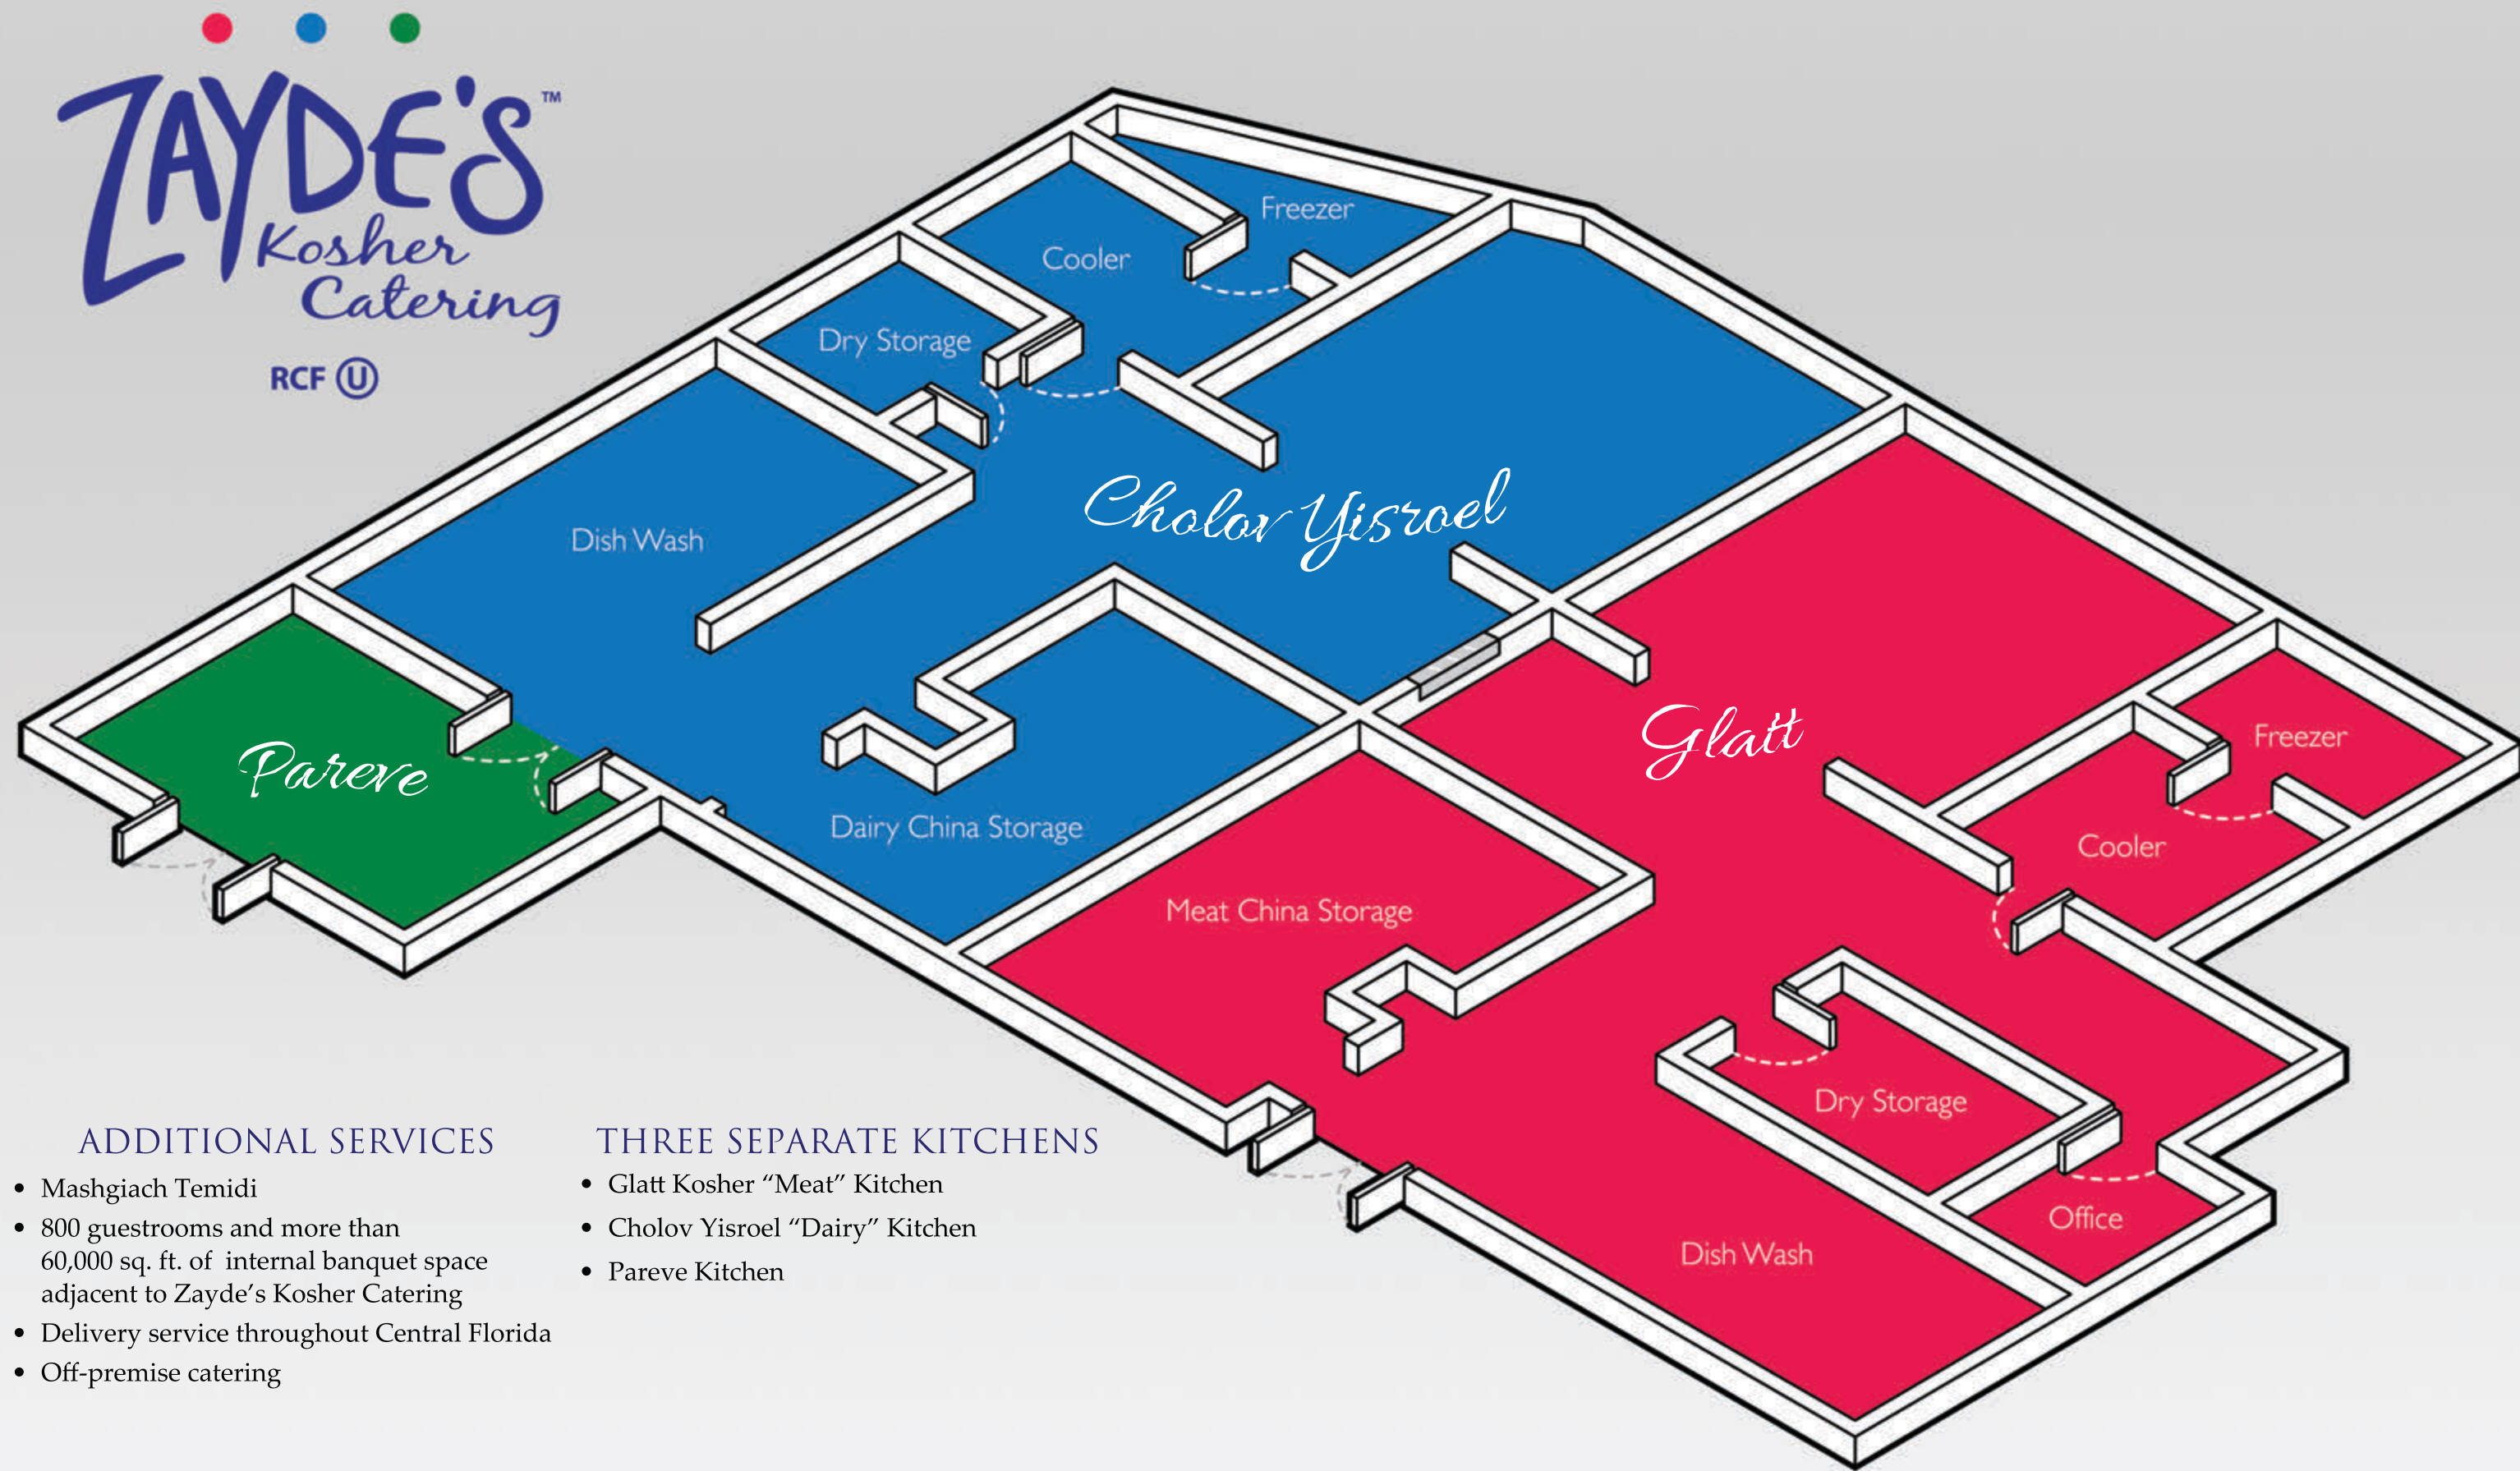 ZAYDE'S™
Kosher
Catering
RCF Ⓤ
Freezer
Cooler
Dry Storage
Dish Wash
Cholov Yisroel
Pareve
Dairy China Storage
Glatt
Freezer
Cooler
Meat China Storage
Dry Storage
Office
Dish Wash
ADDITIONAL SERVICES
• Mashgiach Temidi
• 800 guestrooms and more than
60,000 sq. ft. of internal banquet space
adjacent to Zayde’s Kosher Catering
• Delivery service throughout Central Florida
• Off-premise catering
THREE SEPARATE KITCHENS
• Glatt Kosher “Meat” Kitchen
• Cholov Yisroel “Dairy” Kitchen
• Pareve Kitchen